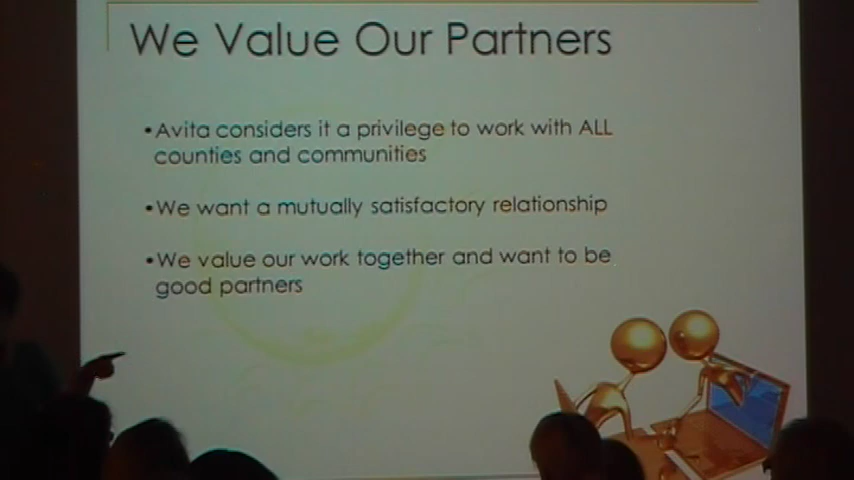 We Value Our Partners
•Avita considers it a privilege to work with ALL
counties and communities
•We want a mutually satisfactory relationship
•We value our work together and want to be
good partners